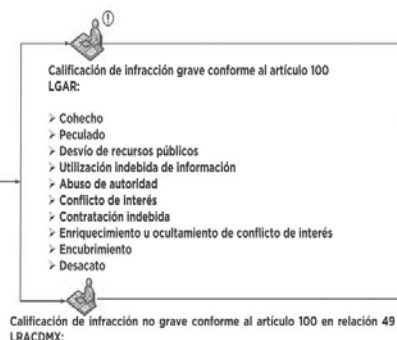 Calificación de infracción grave conforme al artículo 100
LGAR:
➢ Cohecho
➢ Peculado
➢ Desvío de recursos públicos
➢ Utilización indebida de información
➢ Abuso de autoridad
➢ Conflicto de interés
➢ Contratación indebida
➢ Enriquecimiento u ocultamiento de conflicto de interés
➢ Encubrimiento
➢ Desacato
Calificación de infracción no grave conforme al artículo 100 en relación 49
LRACDMX: